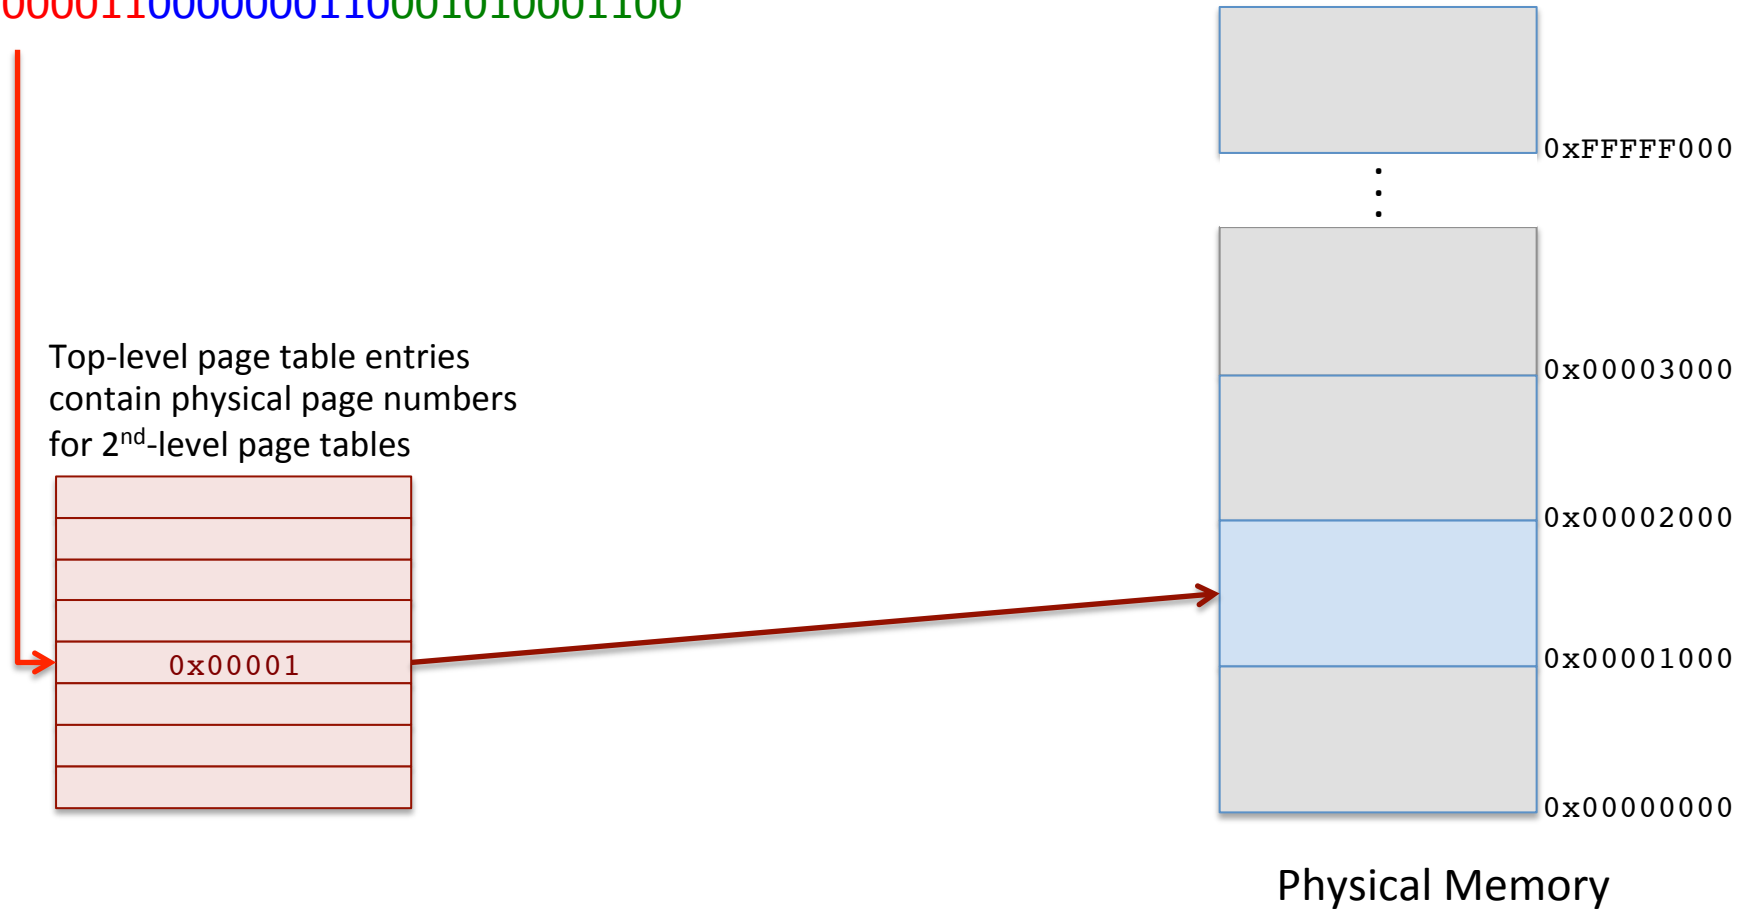 0000110000000110001010001100
0xFFFFF000
Top-level page table entries
contain physical page numbers
for 2nd-level page tables
0x00003000
0x00002000
0x00001
0x00001000
0x00000000
Physical Memory